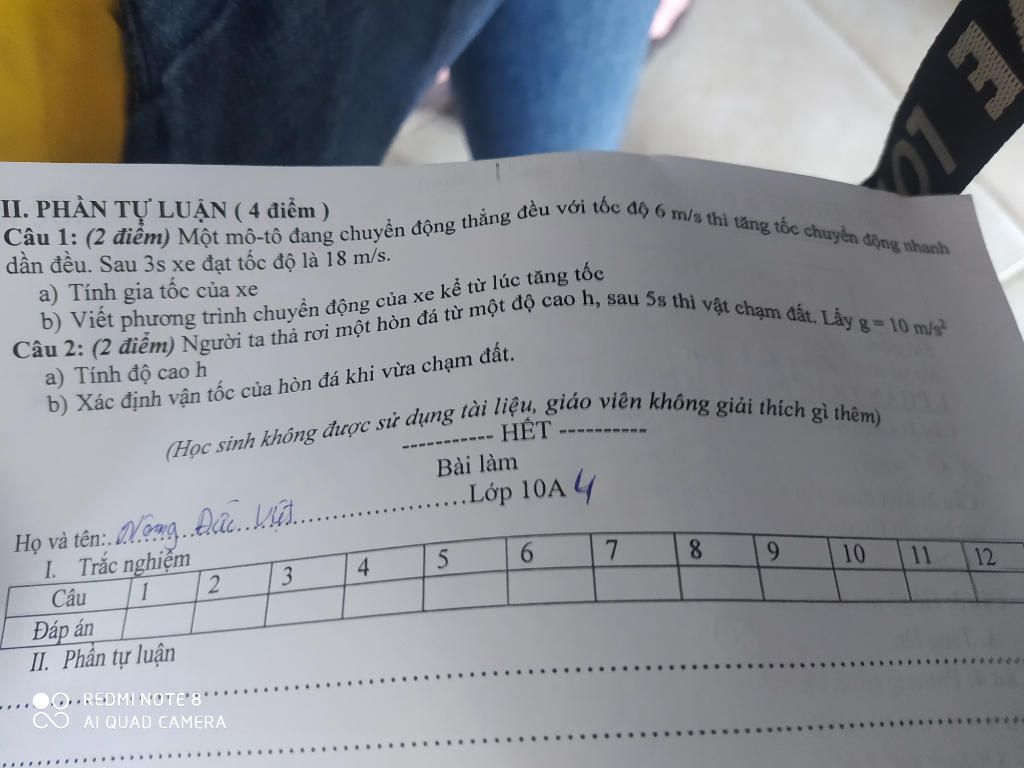 II. PHẦN TỰ LUẬN ( 4 điểm )
Câu 1: (2 điểm) Một mô-tô đang chuyển động thẳng đều với tốc độ 6 m/s thì tăng tốc chuyển động nhanh
dần đều. Sau 3s xe đạt tốc độ là 18 m/s.
a) Tính gia tốc của xe
b) Viết phương trình chuyển động của xe kể từ lúc tăng tốc
Câu 2: (2 điểm) Người ta thả rơi một hòn đá từ một độ cao h, sau 5s thì vật chạm đất. Lấy g = 10 m/s²
a) Tính độ cao h
b) Xác định vận tốc của hòn đá khi vừa chạm đất.
(Học sinh không được sử dụng tài liệu, giáo viên không giải thích gì thêm)
----------- HẾT -----------
Bài làm
Họ và tên: Nông Đức Việt Lớp 10A 4
I. Trắc nghiệm
Câu 1 2 3 4 5 6 7 8 9 10 11 12
Đáp án
II. Phần tự luận
REDMI NOTE 8
AI QUAD CAMERA